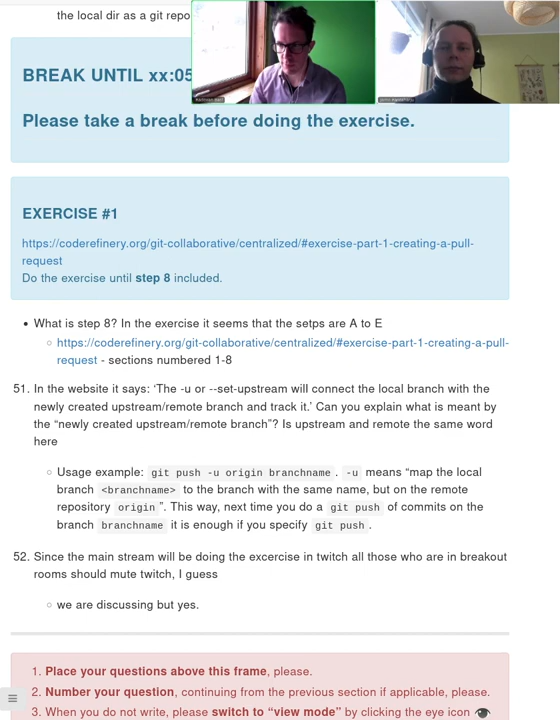 the local dir as a git repo
BREAK UNTIL xx:05
Please take a break before doing the exercise.
EXERCISE #1
https://coderefinery.org/git-collaborative/centralized/#exercise-part-1-creating-a-pull-
request
Do the exercise until step 8 included.
What is step 8? In the exercise it seems that the setps are A to E
https://coderefinery.org/git-collaborative/centralized/#exercise-part-1-creating-a-pull-
request - sections numbered 1-8
51. In the website it says: ‘The -u or --set-upstream will connect the local branch with the
newly created upstream/remote branch and track it.’ Can you explain what is meant by
the “newly created upstream/remote branch”? Is upstream and remote the same word
here
Usage example: git push -u origin branchname . -u means “map the local
branch <branchname> to the branch with the same name, but on the remote
repository origin ”. This way, next time you do a git push of commits on the
branch branchname it is enough if you specify git push .
52. Since the main stream will be doing the excercise in twitch all those who are in breakout
rooms should mute twitch, I guess
we are discussing but yes.
1. Place your questions above this frame, please.
2. Number your question, continuing from the previous section if applicable, please.
3. When you do not write, please switch to “view mode” by clicking the eye icon